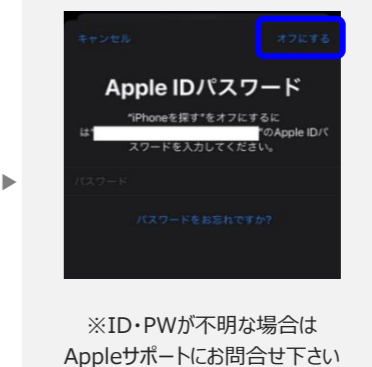 キャンセル オフにする
Apple IDパスワード
"iPhoneを探す"をオフにするに
は" "のApple IDパ
スワードを入力してください。
パスワード
パスワードをお忘れですか?
※ID・PWが不明な場合は
Appleサポートにお問合せ下さい